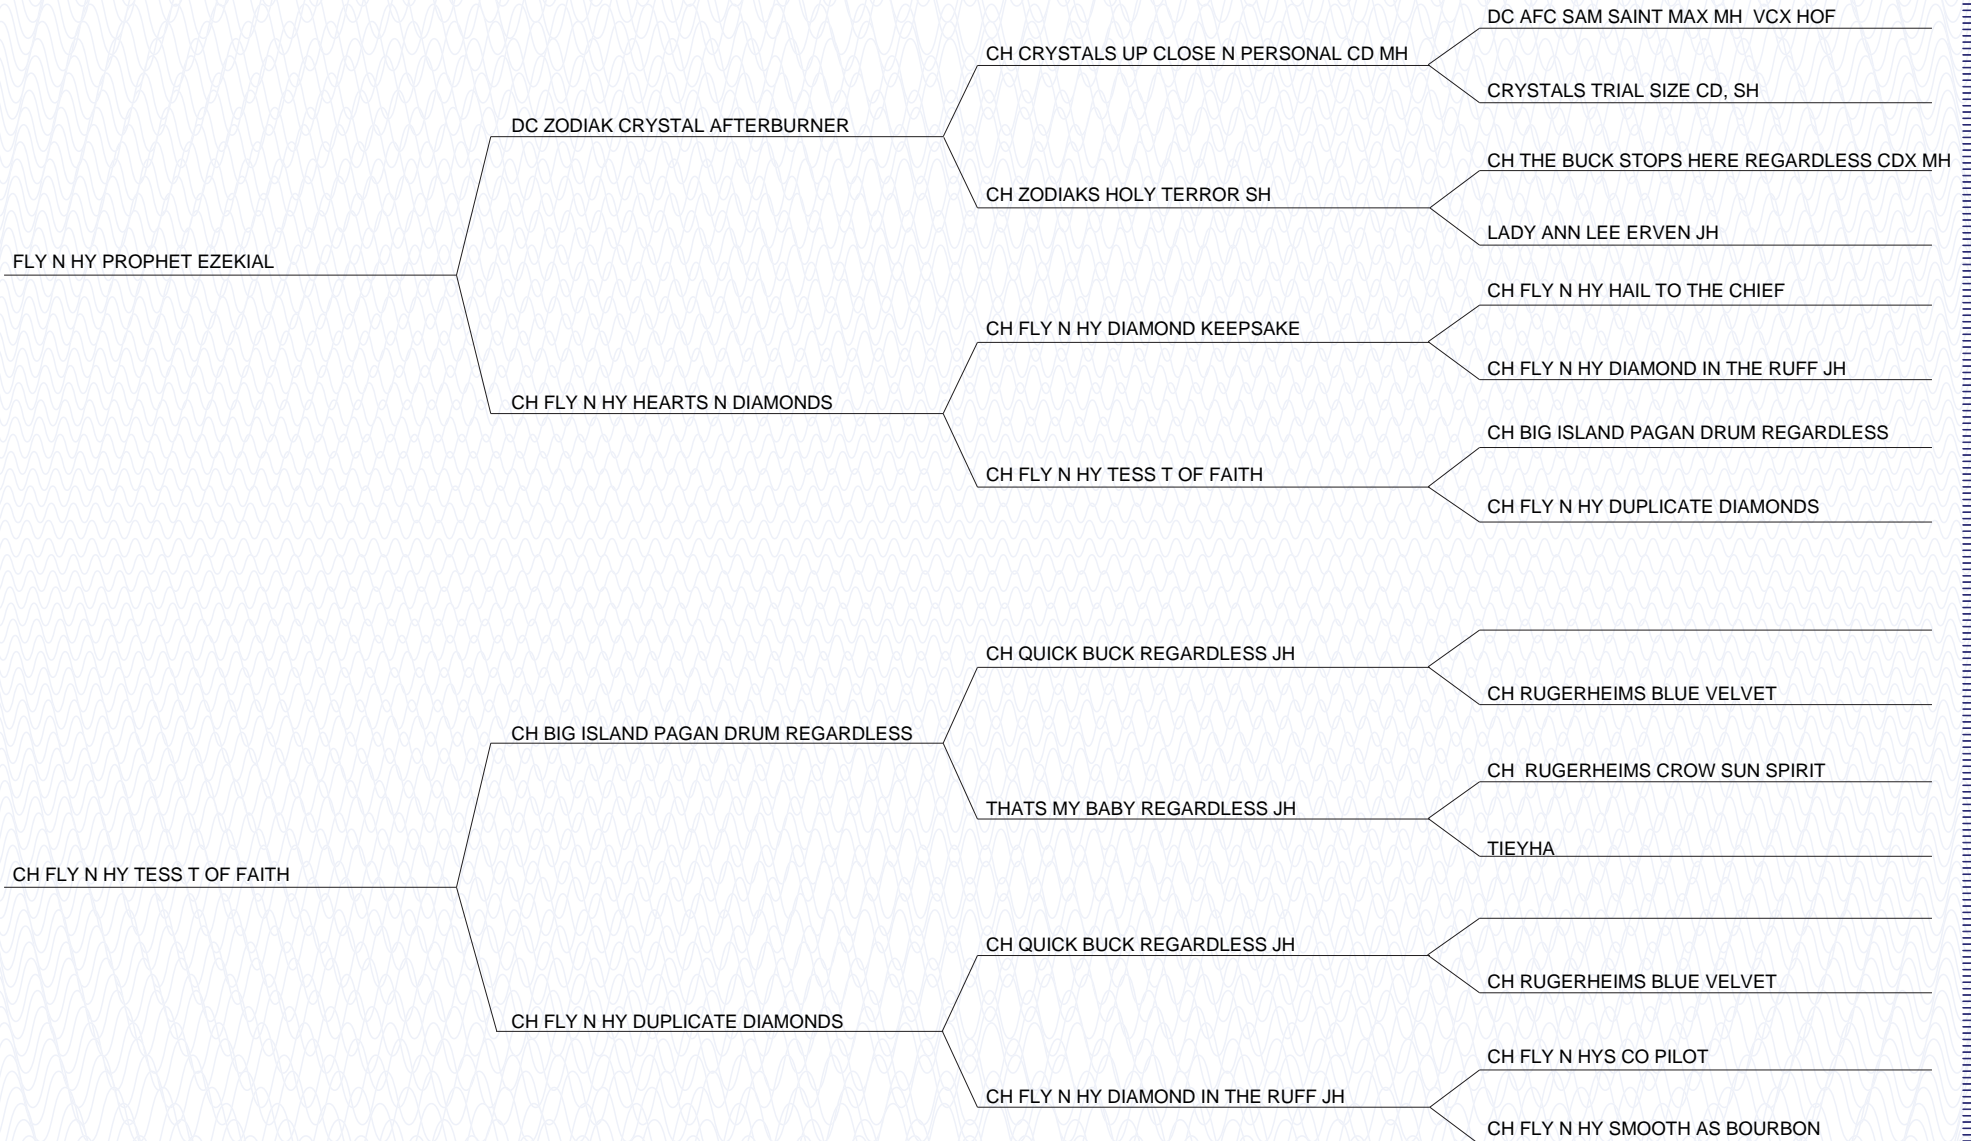 DC AFC SAM SAINT MAX MH  VCX HOF
CH CRYSTALS UP CLOSE N PERSONAL CD MH
CRYSTALS TRIAL SIZE CD, SH
DC ZODIAK CRYSTAL AFTERBURNER
CH THE BUCK STOPS HERE REGARDLESS CDX MH
CH ZODIAKS HOLY TERROR SH
LADY ANN LEE ERVEN JH
FLY N HY PROPHET EZEKIAL
CH FLY N HY HAIL TO THE CHIEF
CH FLY N HY DIAMOND KEEPSAKE
CH FLY N HY DIAMOND IN THE RUFF JH
CH FLY N HY HEARTS N DIAMONDS
CH BIG ISLAND PAGAN DRUM REGARDLESS
CH FLY N HY TESS T OF FAITH
CH FLY N HY DUPLICATE DIAMONDS
CH QUICK BUCK REGARDLESS JH
CH RUGERHEIMS BLUE VELVET
CH BIG ISLAND PAGAN DRUM REGARDLESS
CH  RUGERHEIMS CROW SUN SPIRIT
THATS MY BABY REGARDLESS JH
TIEYHA
CH FLY N HY TESS T OF FAITH
CH QUICK BUCK REGARDLESS JH
CH RUGERHEIMS BLUE VELVET
CH FLY N HY DUPLICATE DIAMONDS
CH FLY N HYS CO PILOT
CH FLY N HY DIAMOND IN THE RUFF JH
CH FLY N HY SMOOTH AS BOURBON